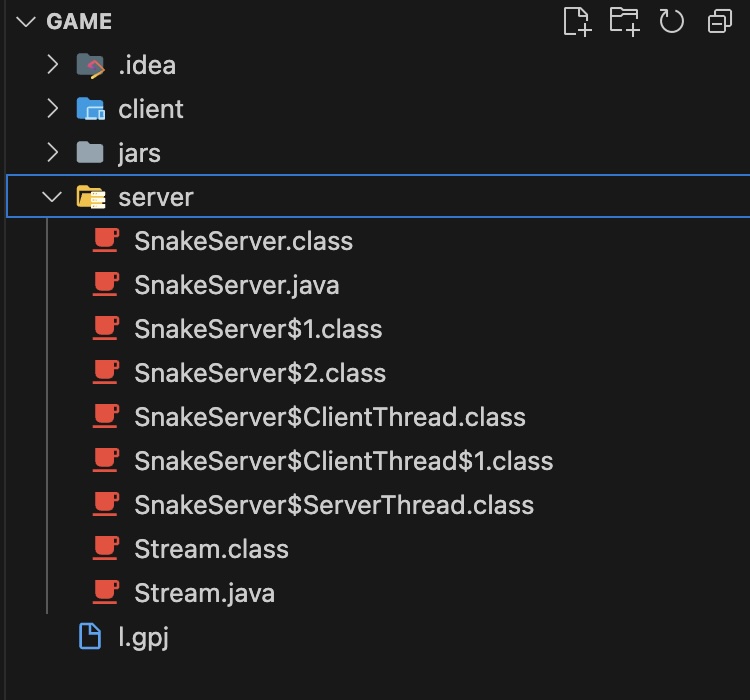 GAME
.idea
client
jars
server
SnakeServer.class
SnakeServer.java
SnakeServer$1.class
SnakeServer$2.class
SnakeServer$ClientThread.class
SnakeServer$ClientThread$1.class
SnakeServer$ServerThread.class
Stream.class
Stream.java
l.gpj